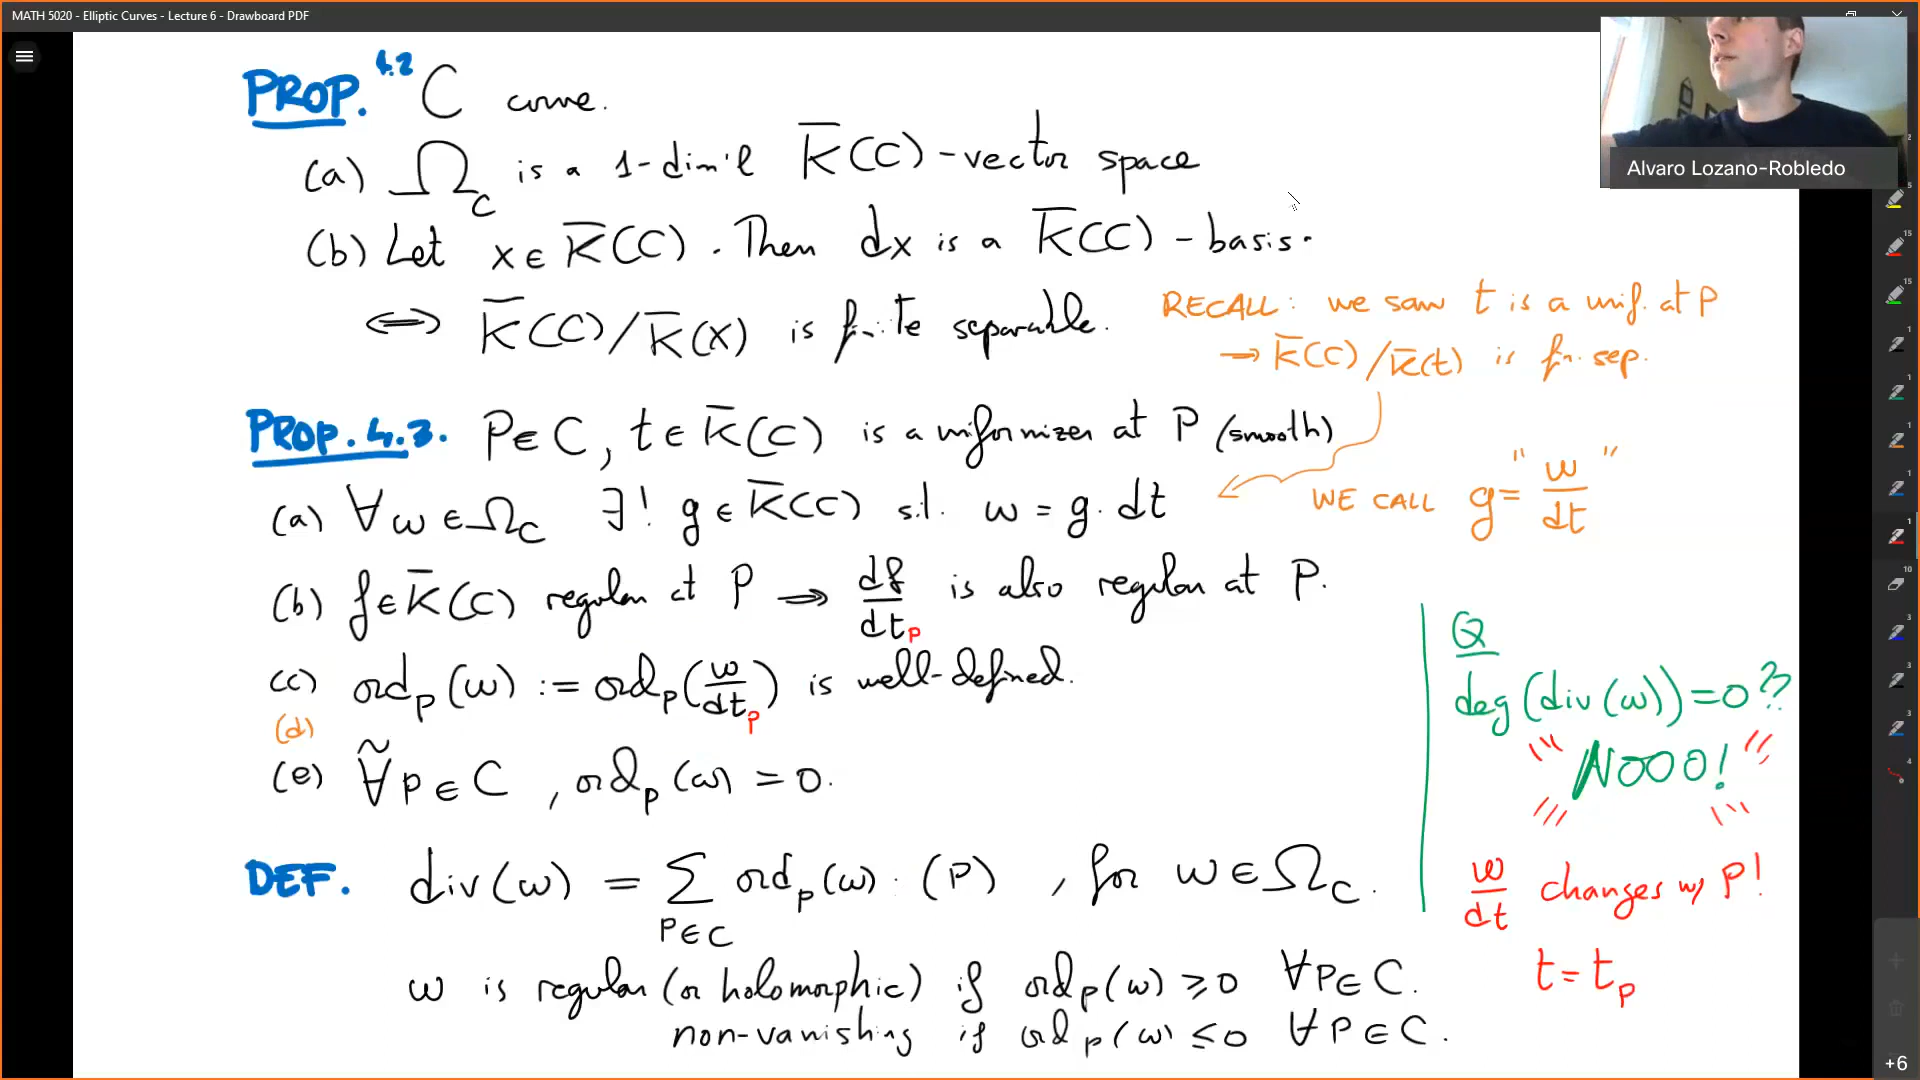 MATH 5020 - Elliptic Curves - Lecture 6 - Drawboard PDF
Alvaro Lozano-Robledo
PROP. 4.2 C curve.
(a) Ω_C is a 1-dim'l K̅(C)-vector space
(b) Let x ∈ K̅(C). Then dx is a K̅(C)-basis.
⟺ K̅(C)/K̅(x) is finite separable.
RECALL: we saw t is a unif. at P
→ K̅(C)/K̅(t) is fin. sep.
PROP. 4.3. P∈C, t∈K̅(C) is a uniformizer at P (smooth)
(a) ∀ω∈Ω_C ∃! g∈K̅(C) s.t. ω = g·dt
WE CALL g = "ω/dt"
(b) f∈K̅(C) regular at P ⟹ df/dt_P is also regular at P.
(c) ord_P(ω) := ord_P(ω/dt_P) is well-defined.
(d)
(e) ∀̃ P∈C, ord_P(ω) = 0.
Q
deg(div(ω))=0??
NOOO!
ω/dt changes w/ P!
t = t_P
DEF. div(ω) = Σ_{P∈C} ord_P(ω)·(P), for ω∈Ω_C.
ω is regular (or holomorphic) if ord_P(ω) ≥ 0 ∀P∈C.
non-vanishing if ord_P(ω) ≤ 0 ∀P∈C.
+6